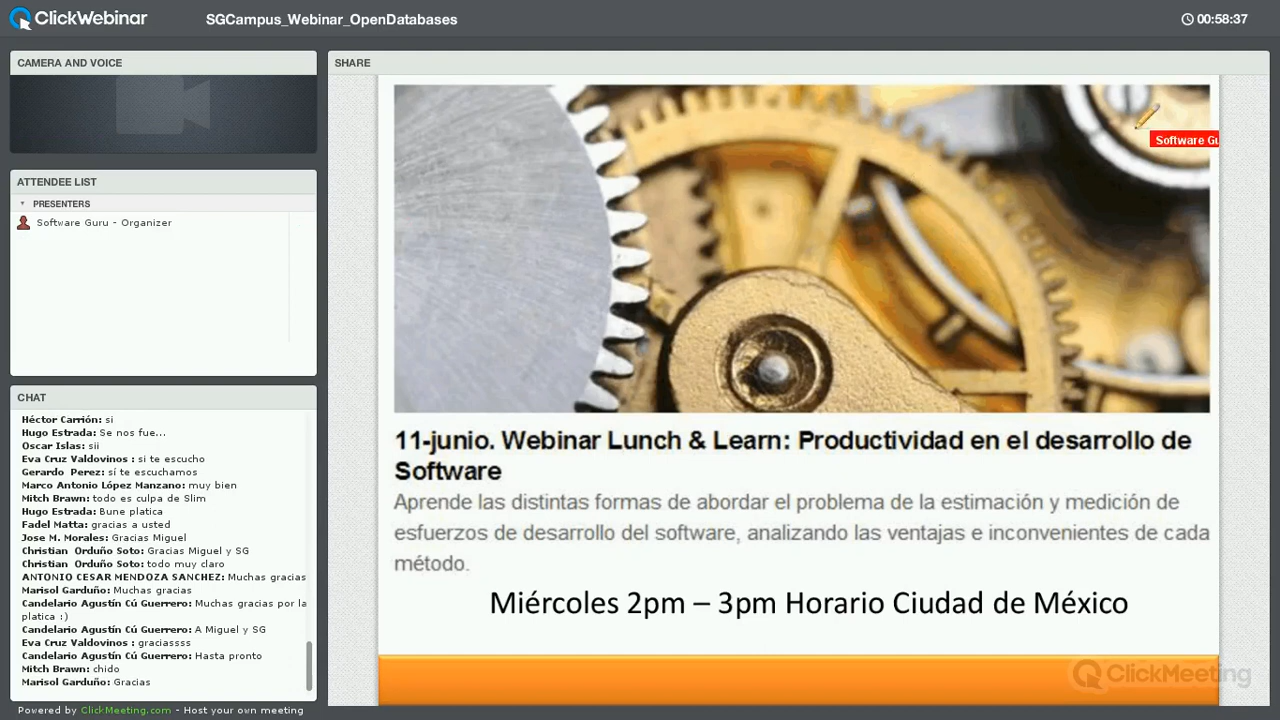 ClickWebinar
SGCampus_Webinar_OpenDatabases
00:58:37
CAMERA AND VOICE
ATTENDEE LIST
PRESENTERS
Software Guru - Organizer
CHAT
Héctor Carrión: si
Hugo Estrada: Se nos fue...
Oscar Islas: sii
Eva Cruz Valdovinos : si te escucho
Gerardo Perez: sí te escuchamos
Marco Antonio López Manzano: muy bien
Mitch Brawn: todo es culpa de Slim
Hugo Estrada: Bune platica
Fadel Matta: gracias a usted
Jose M. Morales: Gracias Miguel
Christian Orduño Soto: Gracias Miguel y SG
Christian Orduño Soto: todo muy claro
ANTONIO CESAR MENDOZA SANCHEZ: Muchas gracias
Marisol Garduño: Muchas gracias
Candelario Agustín Cú Guerrero: Muchas gracias por la
platica :)
Candelario Agustín Cú Guerrero: A Miguel y SG
Eva Cruz Valdovinos : graciassss
Candelario Agustín Cú Guerrero: Hasta pronto
Mitch Brawn: chido
Marisol Garduño: Gracias
Powered by ClickMeeting.com - Host your own meeting
SHARE
Software Gu
11-junio. Webinar Lunch & Learn: Productividad en el desarrollo de
Software
Aprende las distintas formas de abordar el problema de la estimación y medición de
esfuerzos de desarrollo del software, analizando las ventajas e inconvenientes de cada
método.
Miércoles 2pm – 3pm Horario Ciudad de México
ClickMeeting